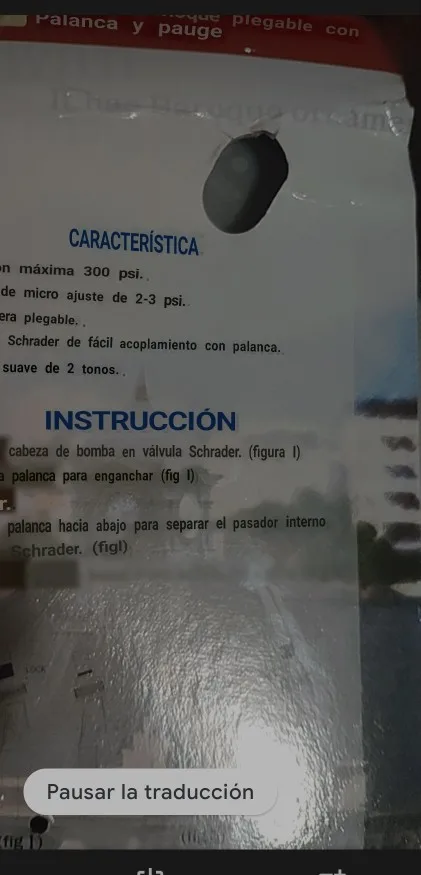 plegable con
Palanca y pauge
CARACTERÍSTICA
máxima 300 psi.
de micro ajuste de 2-3 psi.
plegable.
Schrader de fácil acoplamiento con palanca.
suave de 2 tonos.
INSTRUCCIÓN
cabeza de bomba en válvula Schrader. (figura I)
palanca para enganchar (fig I)
palanca hacia abajo para separar el pasador interno
Schrader. (figI)
LOCK
Pausar la traducción
(fig I)